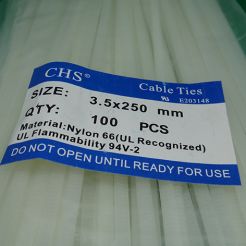 CHS® Cable Ties
E203148
SIZE: 3.5x250 mm
QTY: 100 PCS
Material:Nylon 66(UL Recognized)
UL Flammability 94V-2
DO NOT OPEN UNTIL READY FOR USE